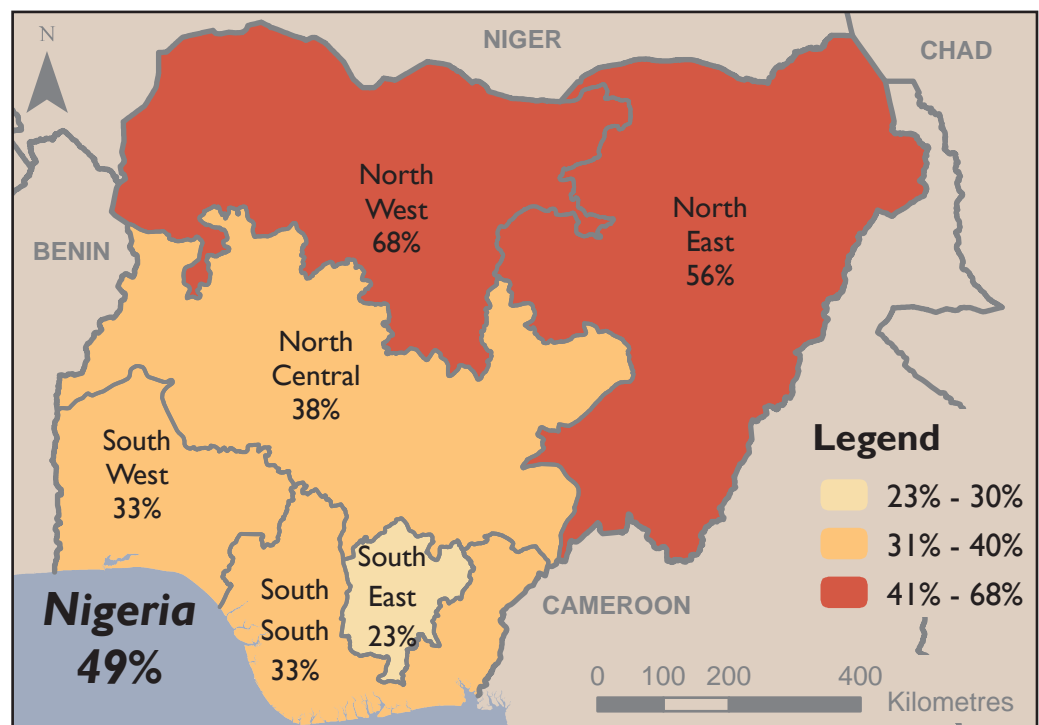 N
NIGER
CHAD
North
West
68%
North
East
56%
BENIN
North
Central
38%
South
West
33%
Legend
23% - 30%
31% - 40%
41% - 68%
South
East
23%
South
South
33%
CAMEROON
Nigeria
49%
0 100 200 400
Kilometres